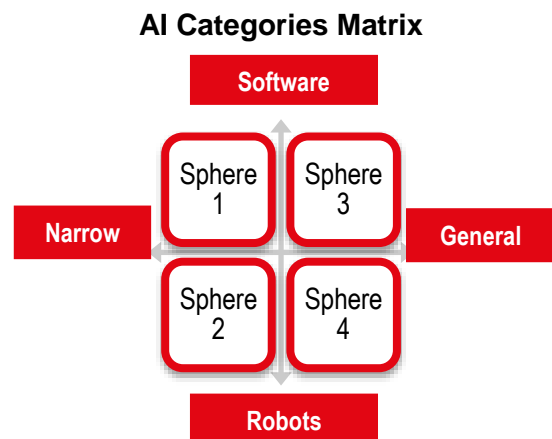 AI Categories Matrix
Software
Sphere
1
Sphere
3
Narrow
General
Sphere
2
Sphere
4
Robots